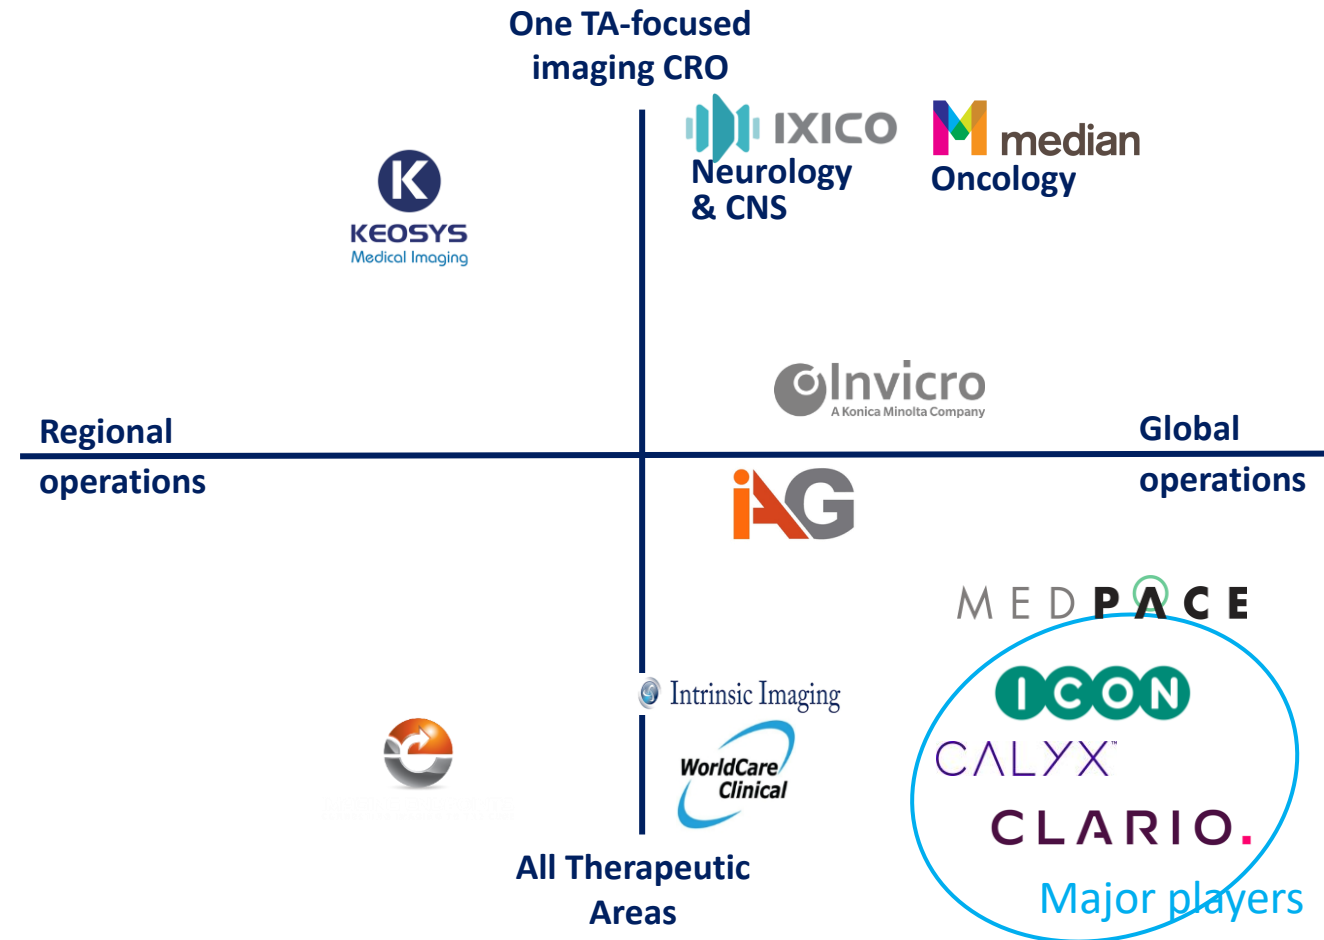 One TA-focused
imaging CRO
IXICO
median
Neurology
& CNS
Oncology
K
KEOSYS
Medical Imaging
Invicro
A Konica Minolta Company
Regional
operations
Global
operations
iAG
MEDPACE
ICON
Intrinsic Imaging
CALYX™
WorldCare
Clinical
CLARIO.
All Therapeutic
Areas
Major players